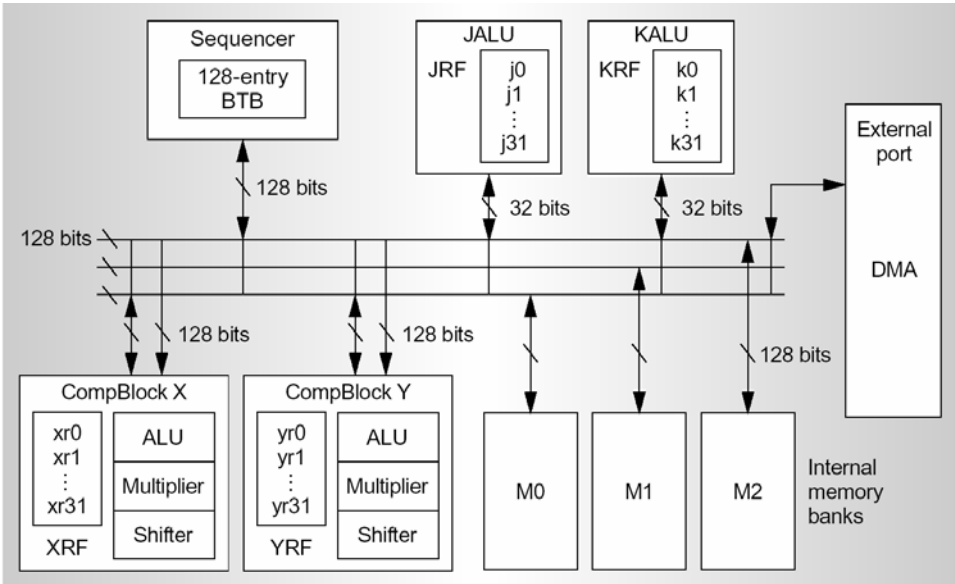 Sequencer
128-entry
BTB
JALU
JRF
j0
j1
⋮
j31
KALU
KRF
k0
k1
⋮
k31
External
port
DMA
128 bits
32 bits
32 bits
128 bits
128 bits
128 bits
128 bits
CompBlock X
xr0
xr1
⋮
xr31
XRF
ALU
Multiplier
Shifter
CompBlock Y
yr0
yr1
⋮
yr31
YRF
ALU
Multiplier
Shifter
M0
M1
M2
Internal
memory
banks